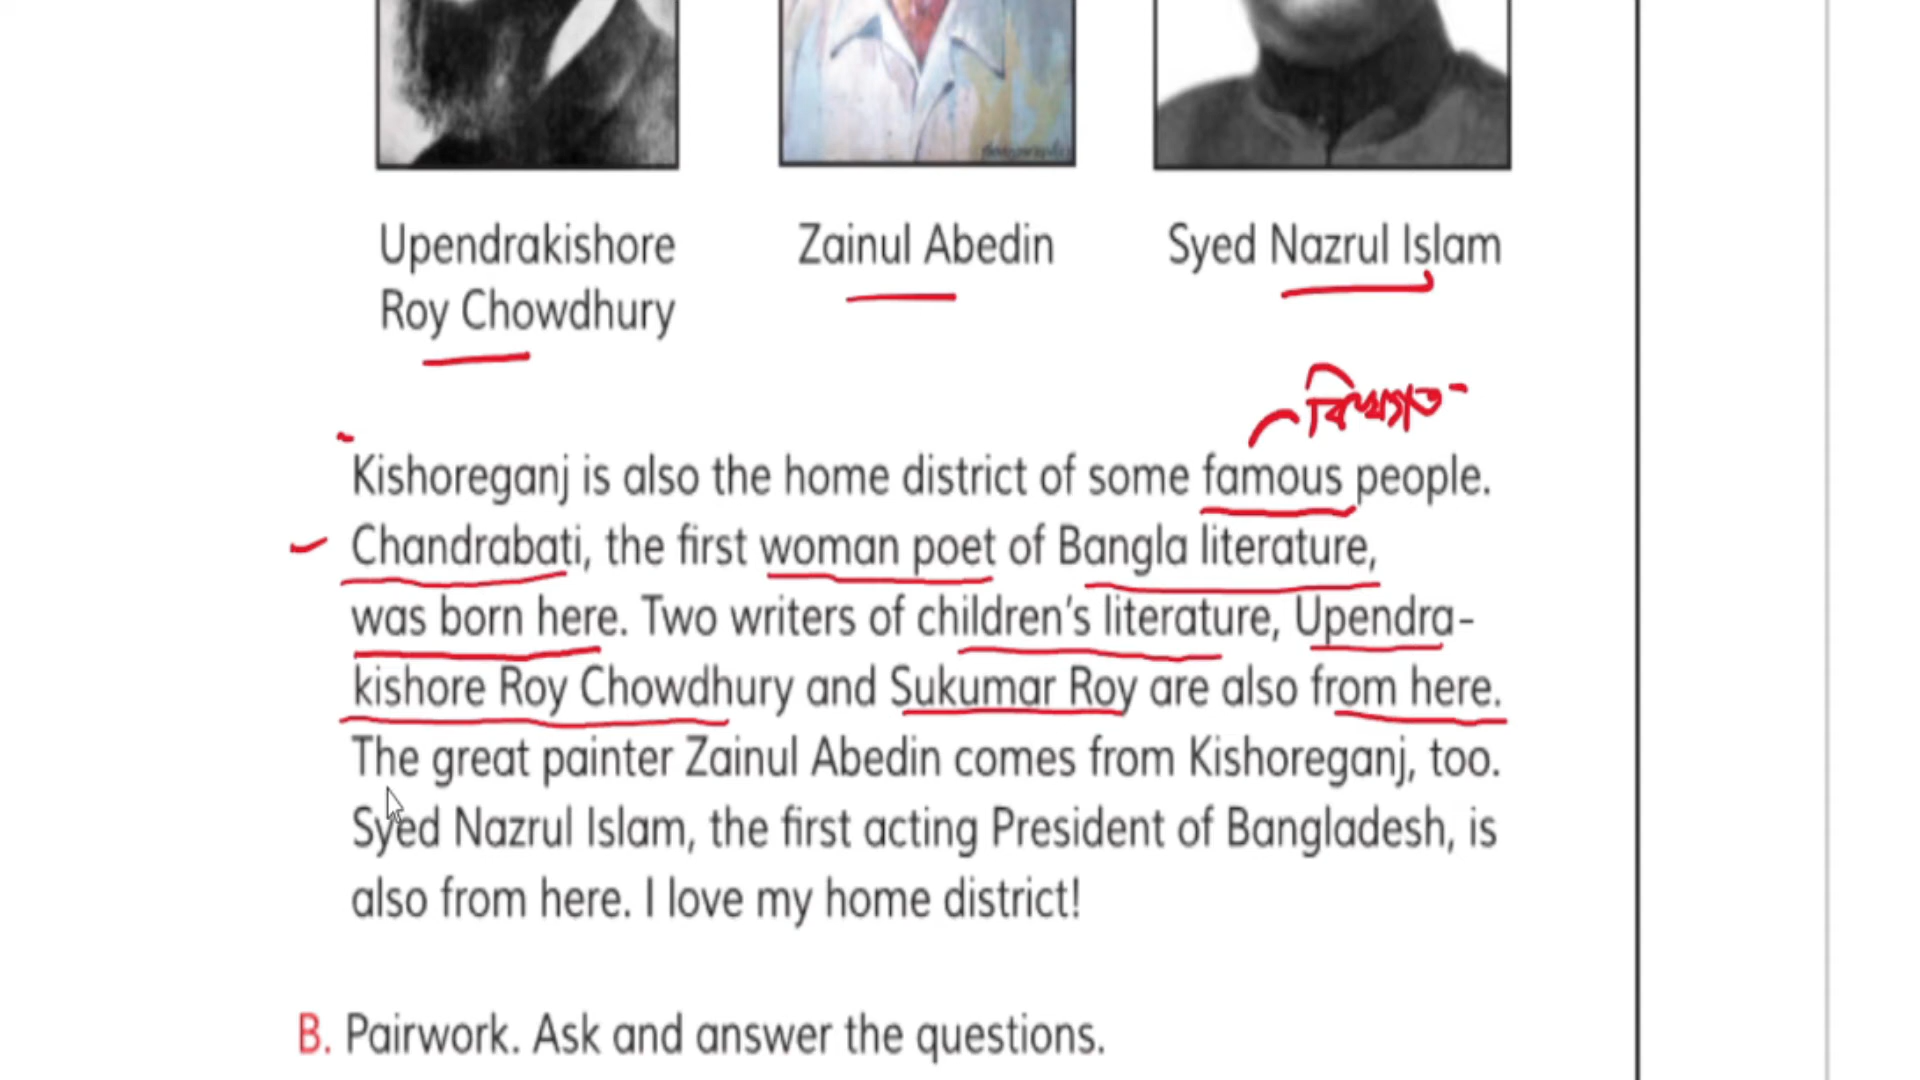 Upendrakishore
Roy Chowdhury
Zainul Abedin
Syed Nazrul Islam
Kishoreganj is also the home district of some famous people.
Chandrabati, the first woman poet of Bangla literature,
was born here. Two writers of children's literature, Upendra-
kishore Roy Chowdhury and Sukumar Roy are also from here.
The great painter Zainul Abedin comes from Kishoreganj, too.
Syed Nazrul Islam, the first acting President of Bangladesh, is
also from here. I love my home district!
B. Pairwork. Ask and answer the questions.